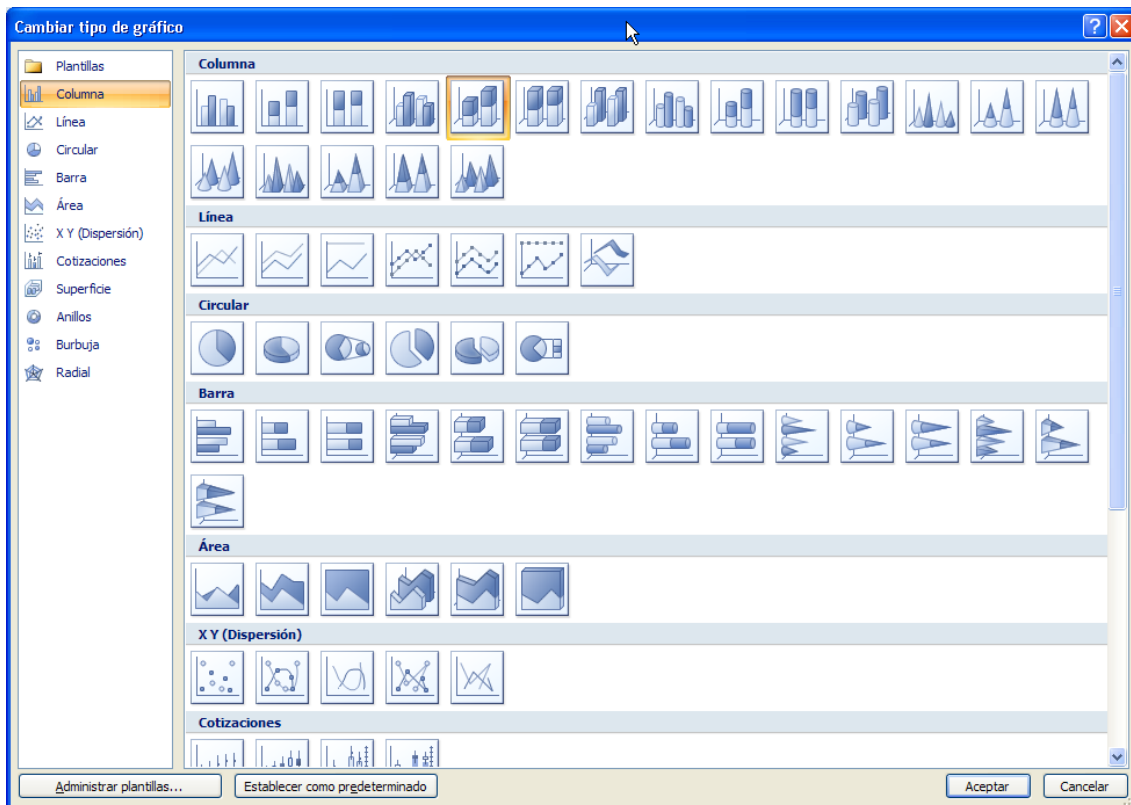 Cambiar tipo de gráfico
Plantillas
Columna
Línea
Circular
Barra
Área
X Y (Dispersión)
Cotizaciones
Superficie
Anillos
Burbuja
Radial
Columna
Línea
Circular
Barra
Área
X Y (Dispersión)
Cotizaciones
Administrar plantillas...
Establecer como predeterminado
Aceptar
Cancelar